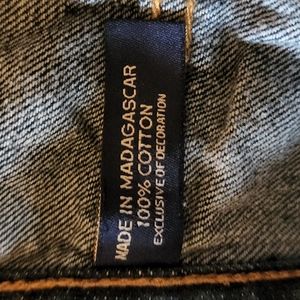 MADE IN MADAGASCAR
100% COTTON
EXCLUSIVE OF DECORATION